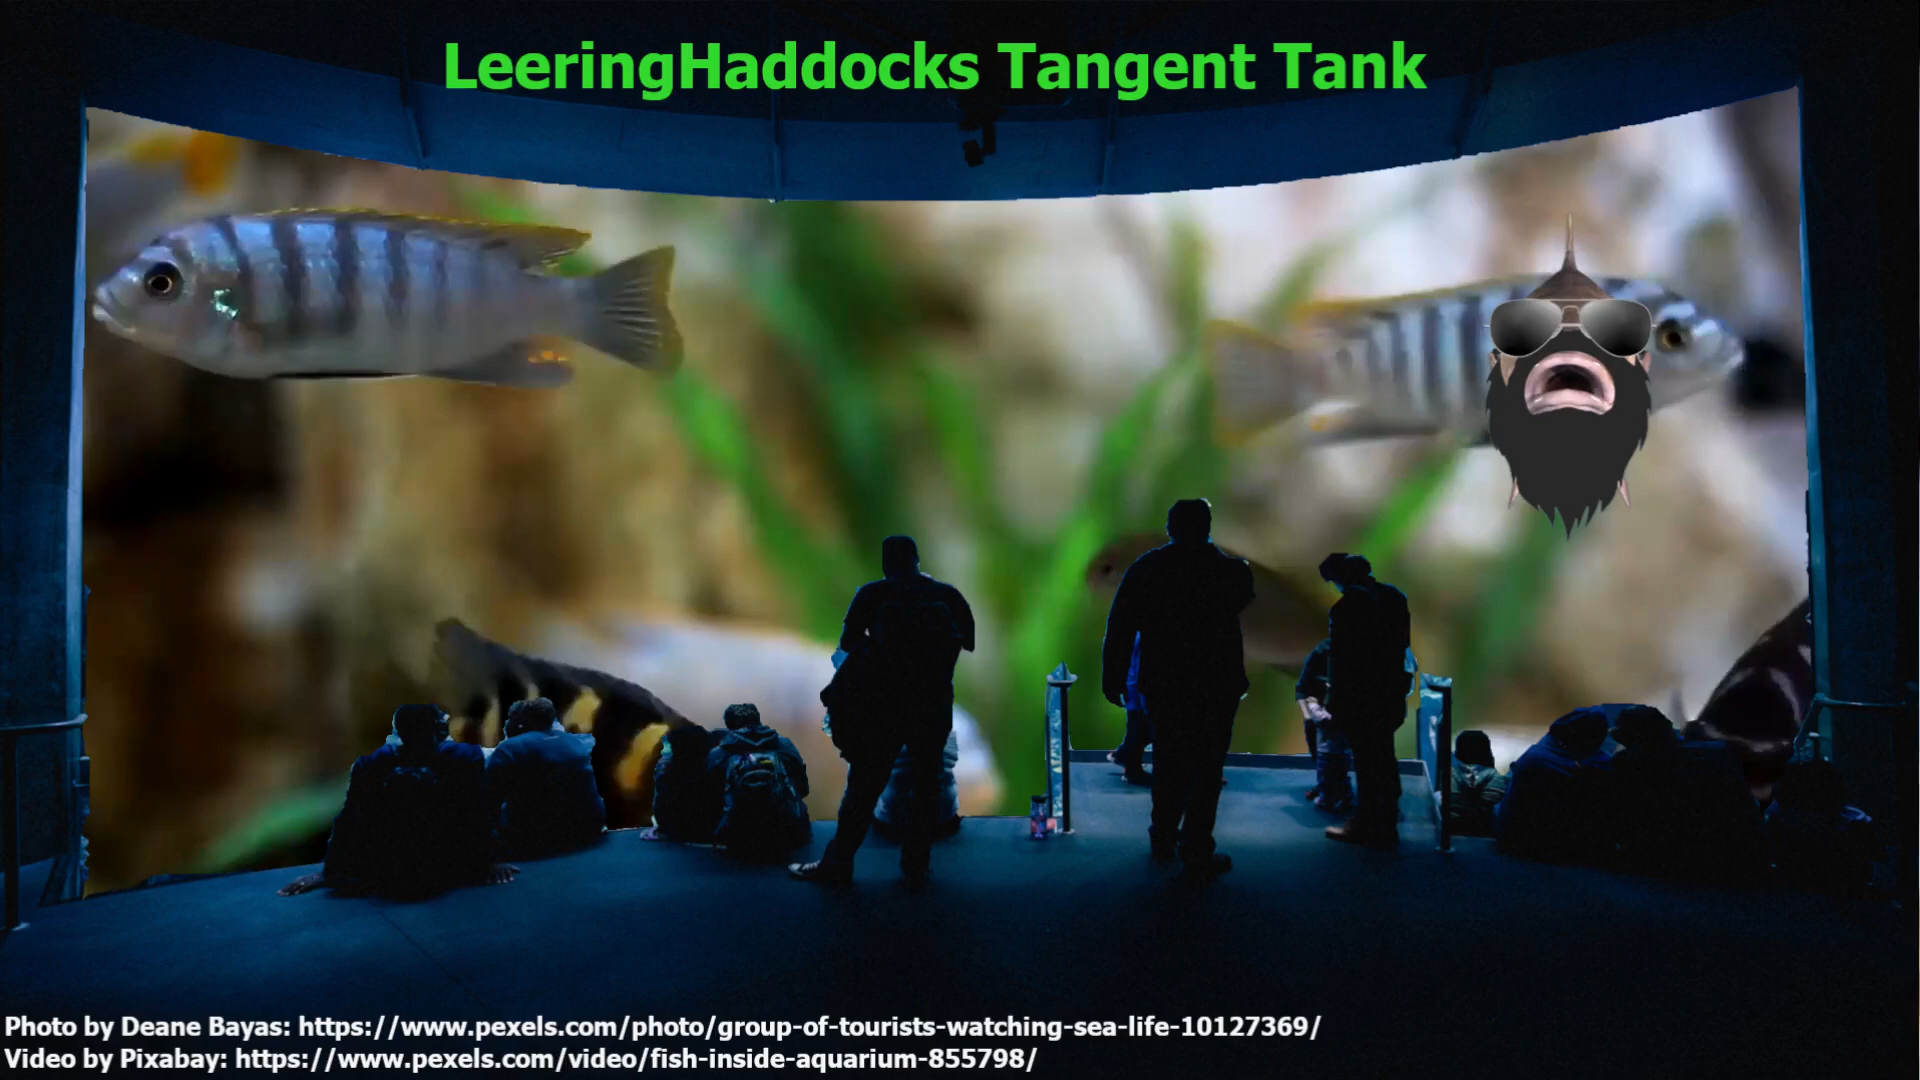 LeeringHaddocks Tangent Tank
Photo by Deane Bayas: https://www.pexels.com/photo/group-of-tourists-watching-sea-life-10127369/
Video by Pixabay: https://www.pexels.com/video/fish-inside-aquarium-855798/